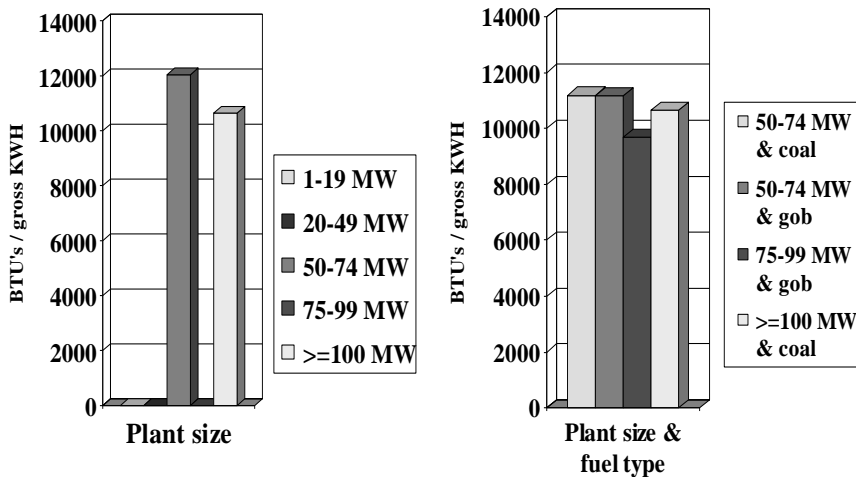 BTU's / gross KWH
14000
12000
10000
8000
6000
4000
2000
0
Plant size
1-19 MW
20-49 MW
50-74 MW
75-99 MW
>=100 MW
BTU's / gross KWH
14000
12000
10000
8000
6000
4000
2000
0
Plant size &
fuel type
50-74 MW
& coal
50-74 MW
& gob
75-99 MW
& gob
>=100 MW
& coal